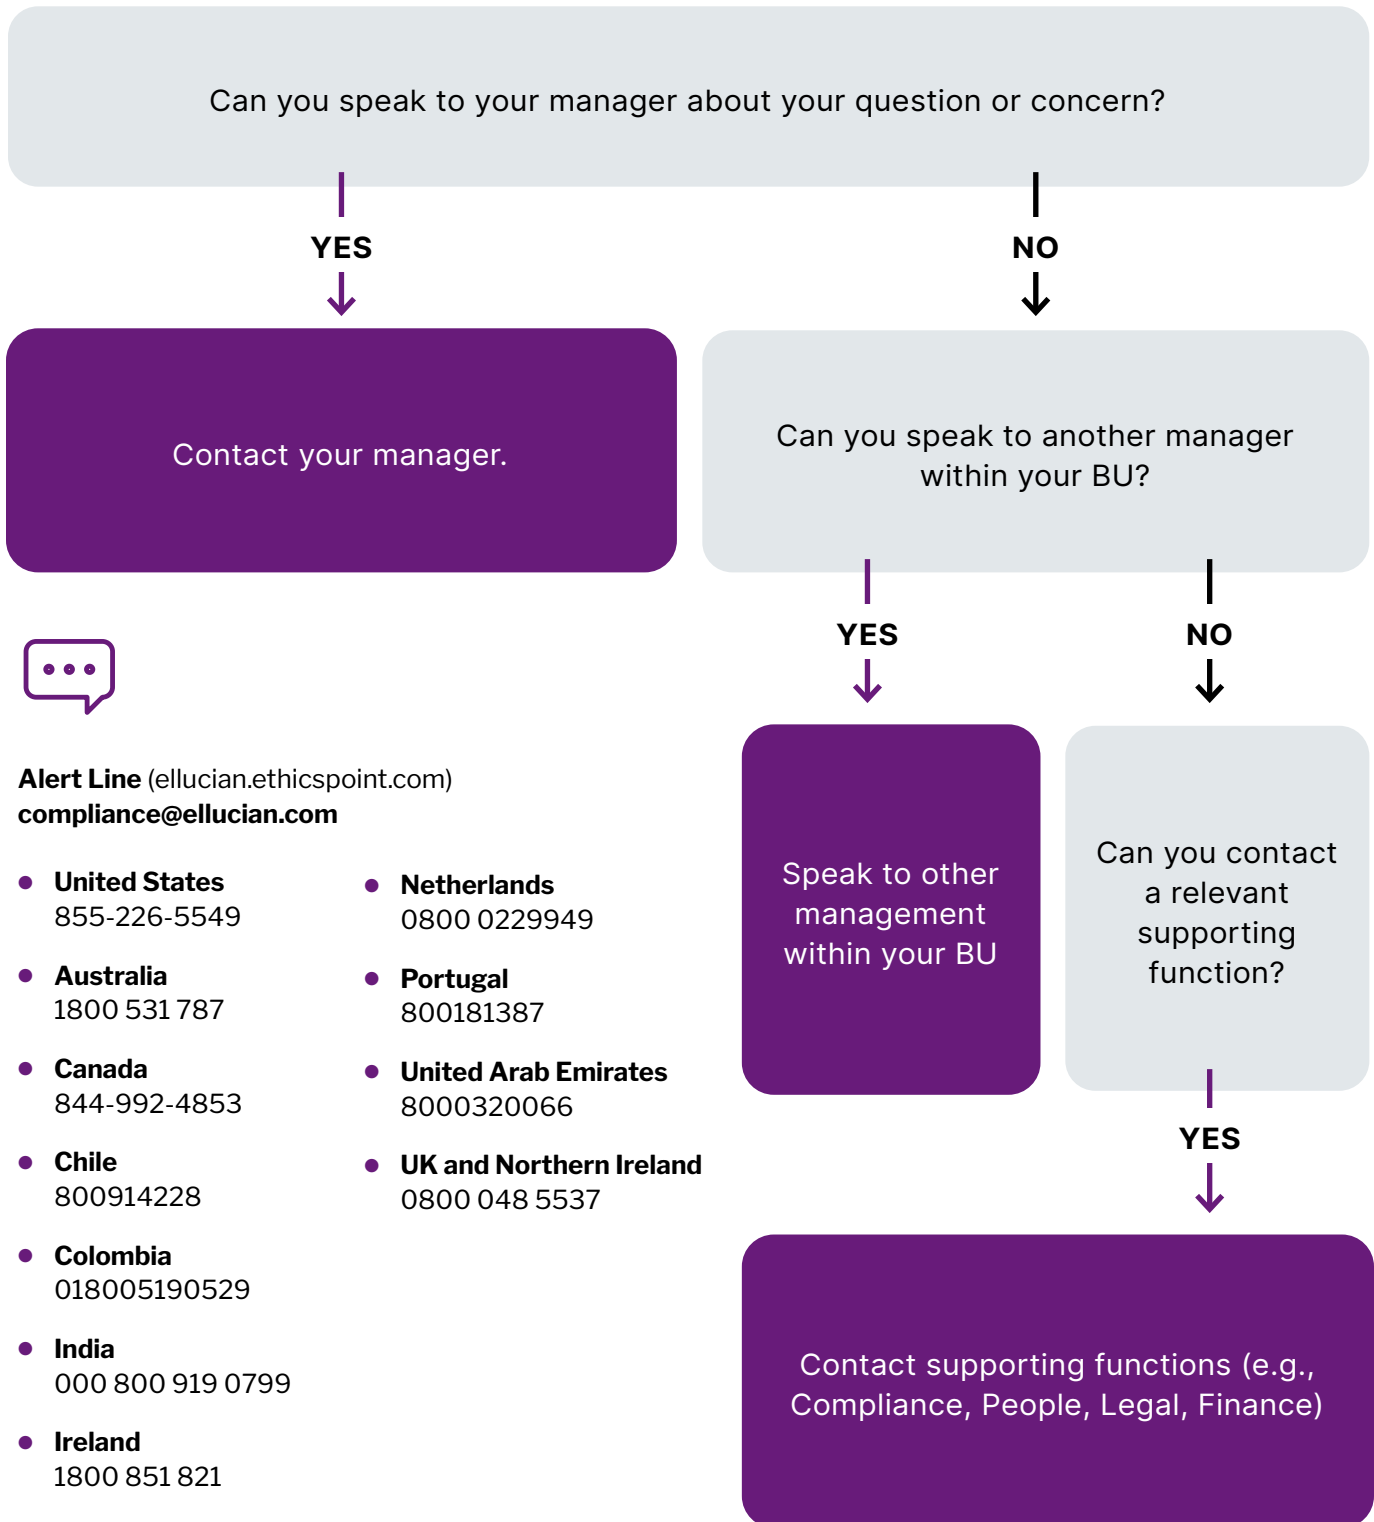 Can you speak to your manager about your question or concern?
YES
NO
Contact your manager.
Can you speak to another manager
within your BU?
YES
NO
Speak to other
management
within your BU
Can you contact
a relevant
supporting
function?
YES
Contact supporting functions (e.g.,
Compliance, People, Legal, Finance)
Alert Line (ellucian.ethicspoint.com)
compliance@ellucian.com
United States
855-226-5549
Australia
1800 531 787
Canada
844-992-4853
Chile
800914228
Colombia
018005190529
India
000 800 919 0799
Ireland
1800 851 821
Netherlands
0800 0229949
Portugal
800181387
United Arab Emirates
8000320066
UK and Northern Ireland
0800 048 5537